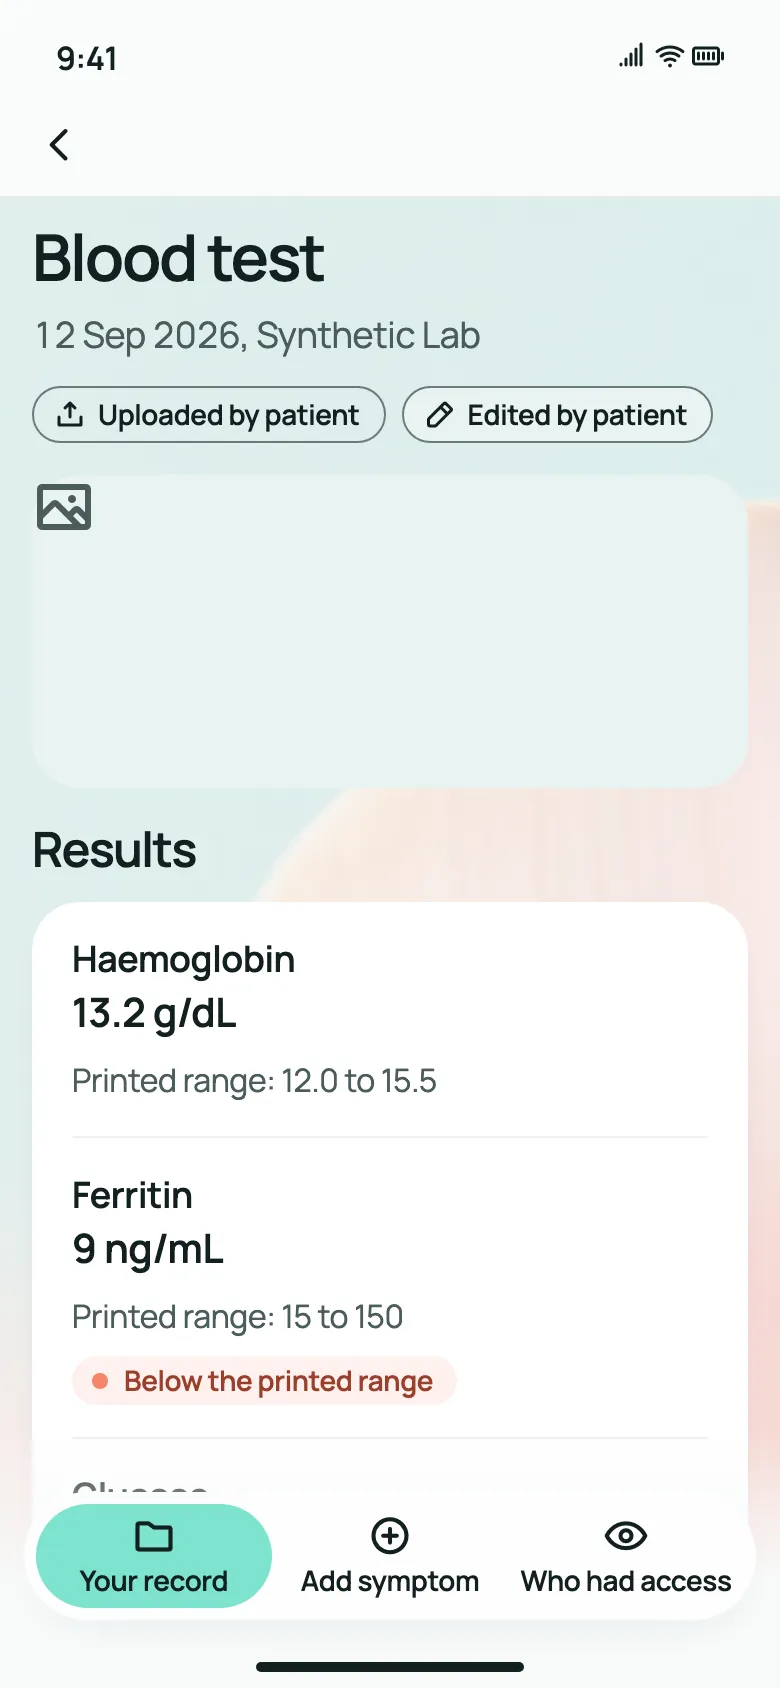 9:41
Blood test
12 Sep 2026, Synthetic Lab
Uploaded by patient
Edited by patient
Results
Haemoglobin
13.2 g/dL
Printed range: 12.0 to 15.5
Ferritin
9 ng/mL
Printed range: 15 to 150
Below the printed range
Glucose
Your record
Add symptom
Who had access